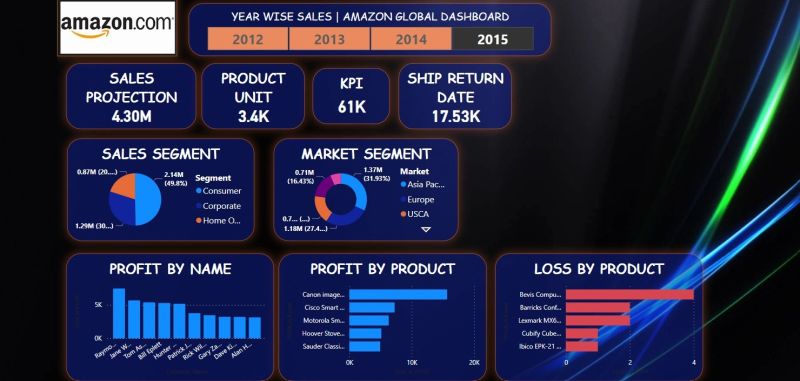 amazon.com
YEAR WISE SALES | AMAZON GLOBAL DASHBOARD
2012 2013 2014 2015
SALES
PROJECTION
4.30M
PRODUCT
UNIT
3.4K
KPI
61K
SHIP RETURN
DATE
17.53K
SALES SEGMENT
0.87M (20....)
2.14M
(49.8%)
1.29M (30....)
Segment
Consumer
Corporate
Home O...
MARKET SEGMENT
0.71M
(16.43%)
1.37M
(31.93%)
0.7... (...)
1.18M (27.4...)
Market
Asia Pac...
Europe
USCA
PROFIT BY NAME
5K
0K
Raymo...
Jane W...
Tom As...
Bill Eplett
Hunter ...
Patrick J...
Rick Wil...
Gary Za...
Dave Ki...
Alan H...
PROFIT BY PRODUCT
Canon image...
Cisco Smart ...
Motorola Sm...
Hoover Stove...
Sauder Classi...
0K 10K 20K
LOSS BY PRODUCT
Bevis Compu...
Barricks Conf...
Lexmark MX6...
Cubify Cube...
Ibico EPK-21 ...
0 2 4